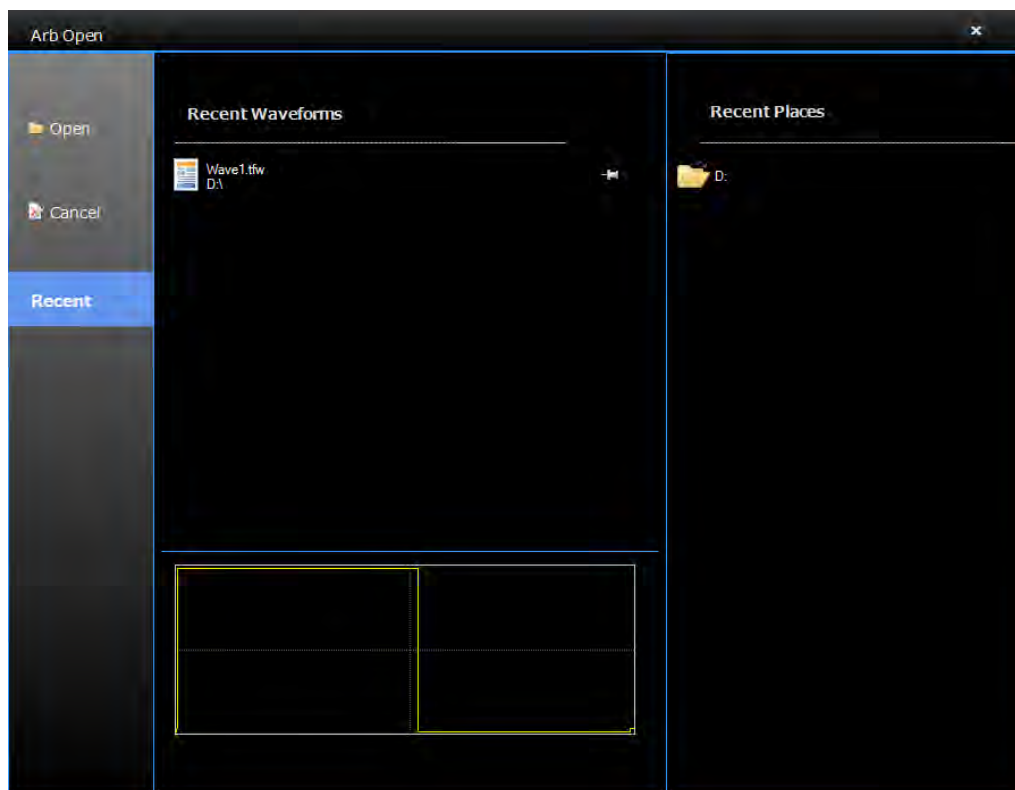 Arb Open
Open
Cancel
Recent
Recent Waveforms
Wave1.tfw
D:\
Recent Places
D: